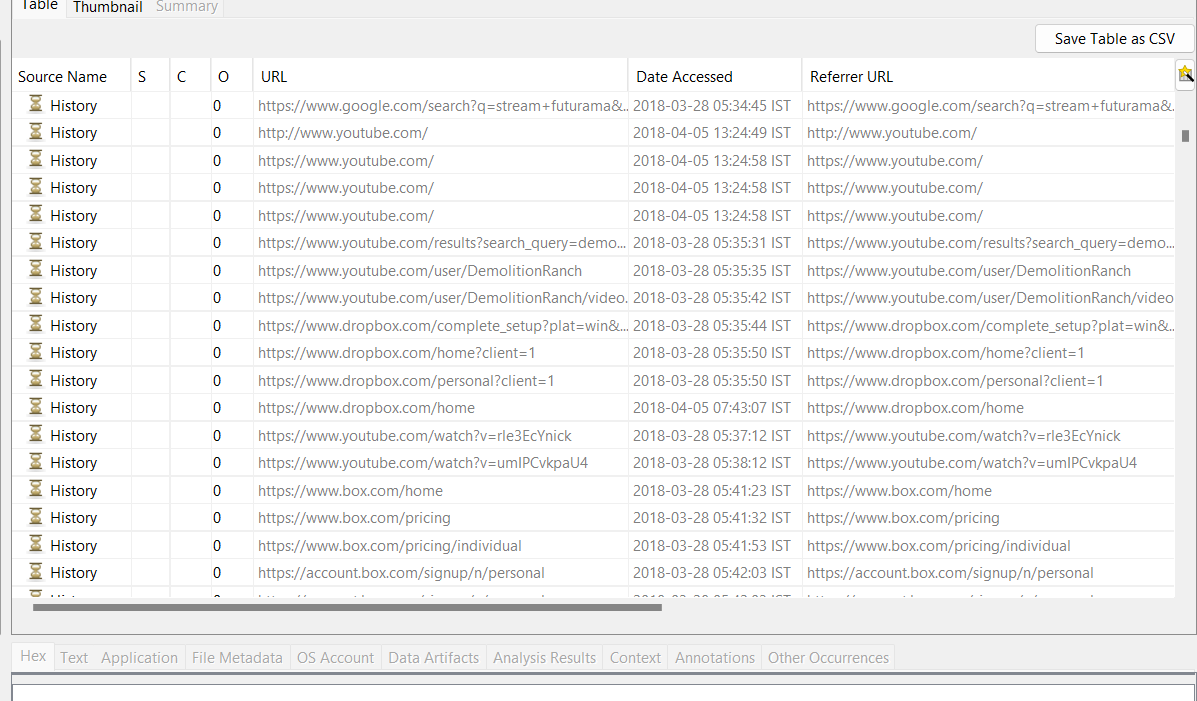 Table Thumbnail Summary
Save Table as CSV
Source Name S C O URL Date Accessed Referrer URL
History 0 https://www.google.com/search?q=stream+futurama&... 2018-03-28 05:34:45 IST https://www.google.com/search?q=stream+futurama&...
History 0 http://www.youtube.com/ 2018-04-05 13:24:49 IST http://www.youtube.com/
History 0 https://www.youtube.com/ 2018-04-05 13:24:58 IST https://www.youtube.com/
History 0 https://www.youtube.com/ 2018-04-05 13:24:58 IST https://www.youtube.com/
History 0 https://www.youtube.com/ 2018-04-05 13:24:58 IST https://www.youtube.com/
History 0 https://www.youtube.com/results?search_query=demo... 2018-03-28 05:35:31 IST https://www.youtube.com/results?search_query=demo...
History 0 https://www.youtube.com/user/DemolitionRanch 2018-03-28 05:35:35 IST https://www.youtube.com/user/DemolitionRanch
History 0 https://www.youtube.com/user/DemolitionRanch/video... 2018-03-28 05:35:42 IST https://www.youtube.com/user/DemolitionRanch/video
History 0 https://www.dropbox.com/complete_setup?plat=win&... 2018-03-28 05:35:44 IST https://www.dropbox.com/complete_setup?plat=win&...
History 0 https://www.dropbox.com/home?client=1 2018-03-28 05:35:50 IST https://www.dropbox.com/home?client=1
History 0 https://www.dropbox.com/personal?client=1 2018-03-28 05:35:50 IST https://www.dropbox.com/personal?client=1
History 0 https://www.dropbox.com/home 2018-04-05 07:43:07 IST https://www.dropbox.com/home
History 0 https://www.youtube.com/watch?v=rle3EcYnick 2018-03-28 05:37:12 IST https://www.youtube.com/watch?v=rle3EcYnick
History 0 https://www.youtube.com/watch?v=umIPCvkpaU4 2018-03-28 05:38:12 IST https://www.youtube.com/watch?v=umIPCvkpaU4
History 0 https://www.box.com/home 2018-03-28 05:41:23 IST https://www.box.com/home
History 0 https://www.box.com/pricing 2018-03-28 05:41:32 IST https://www.box.com/pricing
History 0 https://www.box.com/pricing/individual 2018-03-28 05:41:53 IST https://www.box.com/pricing/individual
History 0 https://account.box.com/signup/n/personal 2018-03-28 05:42:03 IST https://account.box.com/signup/n/personal
Hex Text Application File Metadata OS Account Data Artifacts Analysis Results Context Annotations Other Occurrences